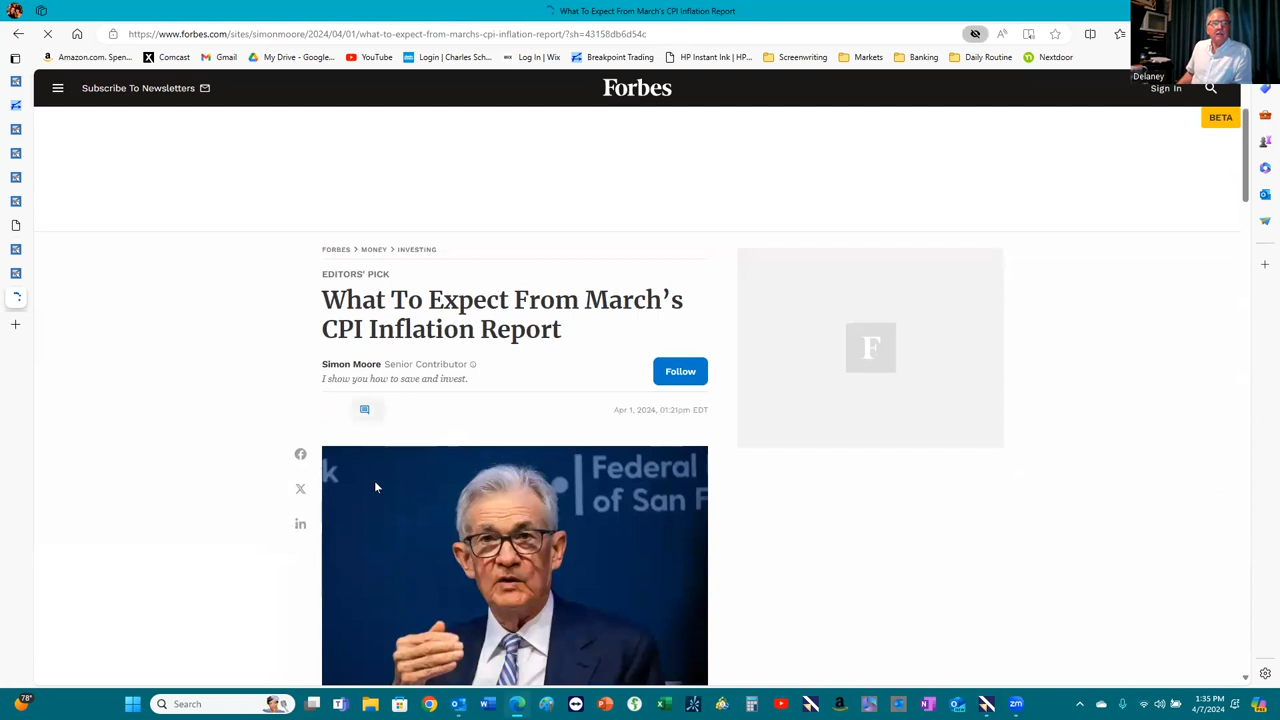 What To Expect From March's CPI Inflation Report
https://www.forbes.com/sites/simonmoore/2024/04/01/what-to-expect-from-marchs-cpi-inflation-report/?sh=43158db6d54c
Amazon.com. Spen... Comcast Gmail My Drive - Google... YouTube Login | Charles Sch... Log In | Wix Breakpoint Trading HP Instant Ink | HP... Screenwriting Markets Banking Daily Routine Nextdoor
Delaney
Subscribe To Newsletters Forbes Sign In
BETA
FORBES > MONEY > INVESTING
EDITORS' PICK
What To Expect From March's
CPI Inflation Report
Simon Moore Senior Contributor
I show you how to save and invest.
Follow
Apr 1, 2024, 01:21pm EDT
F
k Federal
of San F
78°
Search
1:35 PM
4/7/2024